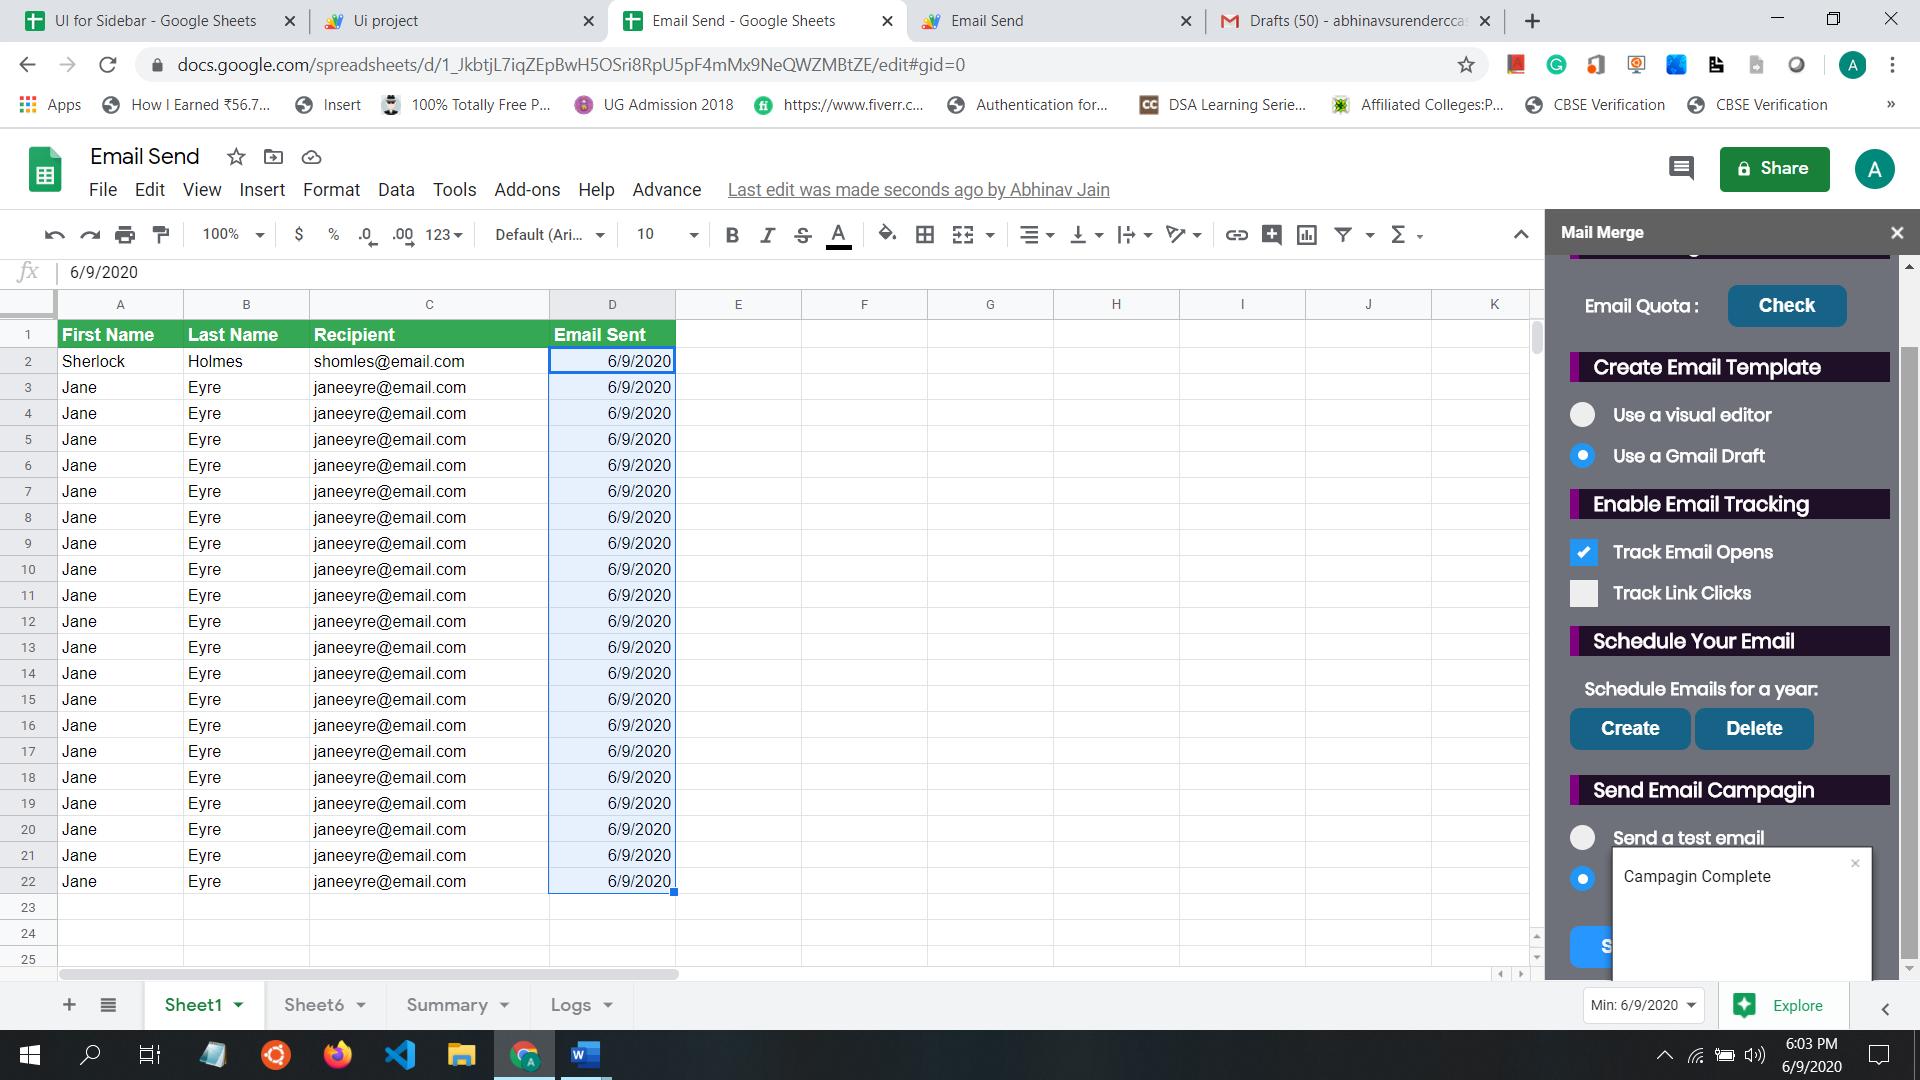 UI for Sidebar - Google Sheets
Ui project
Email Send - Google Sheets
Email Send
Drafts (50) - abhinavsurenderccas
docs.google.com/spreadsheets/d/1_JkbtjL7iqZEpBwH5OSri8RpU5pF4mMx9NeQWZMBtZE/edit#gid=0
A
Apps
How I Earned ₹56.7...
Insert
100% Totally Free P...
UG Admission 2018
https://www.fiverr.c...
Authentication for...
DSA Learning Serie...
Affiliated Colleges:P...
CBSE Verification
CBSE Verification
»
Email Send
File Edit View Insert Format Data Tools Add-ons Help Advance
Last edit was made seconds ago by Abhinav Jain
Share
A
100% $ % .0 .00 123 Default (Ari... 10 B I S A Σ
Mail Merge
fx 6/9/2020
A B C D E F G H I J K
1 First Name Last Name Recipient Email Sent
2 Sherlock Holmes shomles@email.com 6/9/2020
3 Jane Eyre janeeyre@email.com 6/9/2020
4 Jane Eyre janeeyre@email.com 6/9/2020
5 Jane Eyre janeeyre@email.com 6/9/2020
6 Jane Eyre janeeyre@email.com 6/9/2020
7 Jane Eyre janeeyre@email.com 6/9/2020
8 Jane Eyre janeeyre@email.com 6/9/2020
9 Jane Eyre janeeyre@email.com 6/9/2020
10 Jane Eyre janeeyre@email.com 6/9/2020
11 Jane Eyre janeeyre@email.com 6/9/2020
12 Jane Eyre janeeyre@email.com 6/9/2020
13 Jane Eyre janeeyre@email.com 6/9/2020
14 Jane Eyre janeeyre@email.com 6/9/2020
15 Jane Eyre janeeyre@email.com 6/9/2020
16 Jane Eyre janeeyre@email.com 6/9/2020
17 Jane Eyre janeeyre@email.com 6/9/2020
18 Jane Eyre janeeyre@email.com 6/9/2020
19 Jane Eyre janeeyre@email.com 6/9/2020
20 Jane Eyre janeeyre@email.com 6/9/2020
21 Jane Eyre janeeyre@email.com 6/9/2020
22 Jane Eyre janeeyre@email.com 6/9/2020
23
24
25
Email Quota : Check
Create Email Template
Use a visual editor
Use a Gmail Draft
Enable Email Tracking
Track Email Opens
Track Link Clicks
Schedule Your Email
Schedule Emails for a year:
Create Delete
Send Email Campagin
Send a test email
Campagin Complete
S
Sheet1 Sheet6 Summary Logs
Min: 6/9/2020
Explore
6:03 PM
6/9/2020